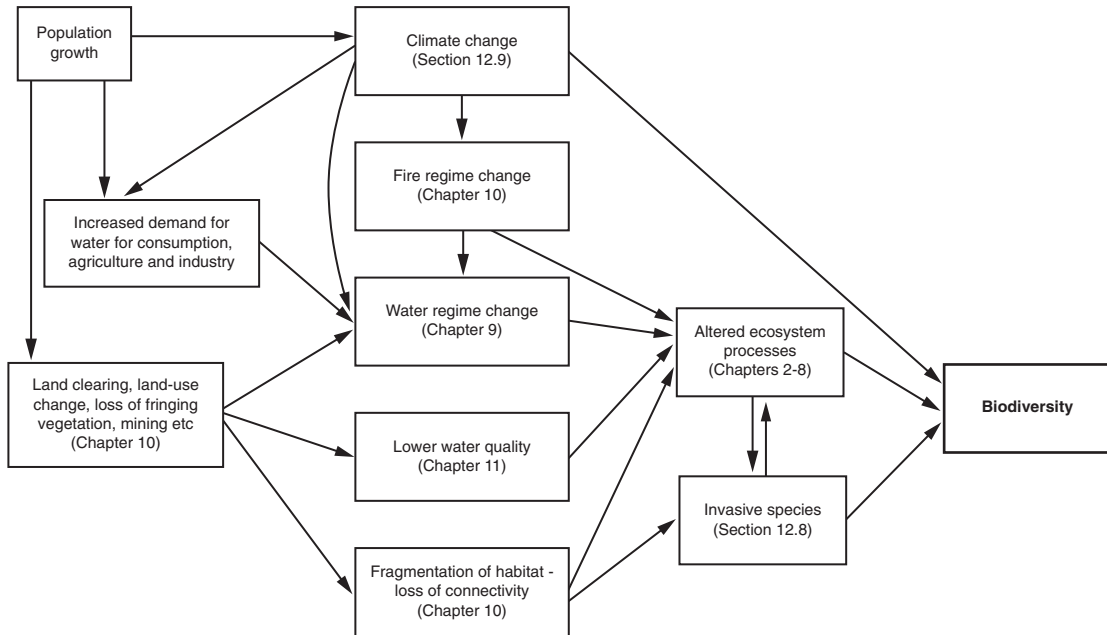 Population
growth
Climate change
(Section 12.9)
Fire regime change
(Chapter 10)
Increased demand for
water for consumption,
agriculture and industry
Water regime change
(Chapter 9)
Altered ecosystem
processes
(Chapters 2-8)
Land clearing, land-use
change, loss of fringing
vegetation, mining etc
(Chapter 10)
Biodiversity
Lower water quality
(Chapter 11)
Invasive species
(Section 12.8)
Fragmentation of habitat -
loss of connectivity
(Chapter 10)